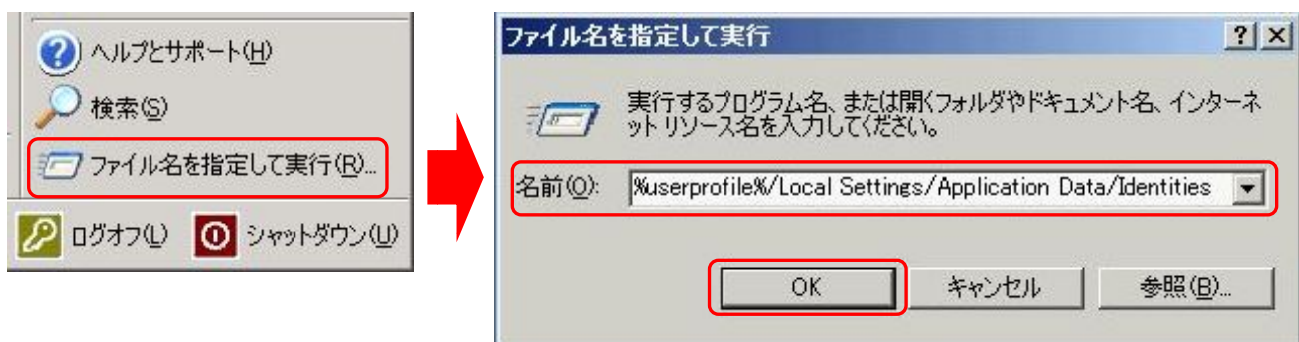 ヘルプとサポート(H)
検索(S)
ファイル名を指定して実行(R)...
ログオフ(L) シャットダウン(U)
ファイル名を指定して実行
実行するプログラム名、または開くフォルダやドキュメント名、インターネ
ット リソース名を入力してください。
名前(O): %userprofile%/Local Settings/Application Data/Identities
OK キャンセル 参照(B)...